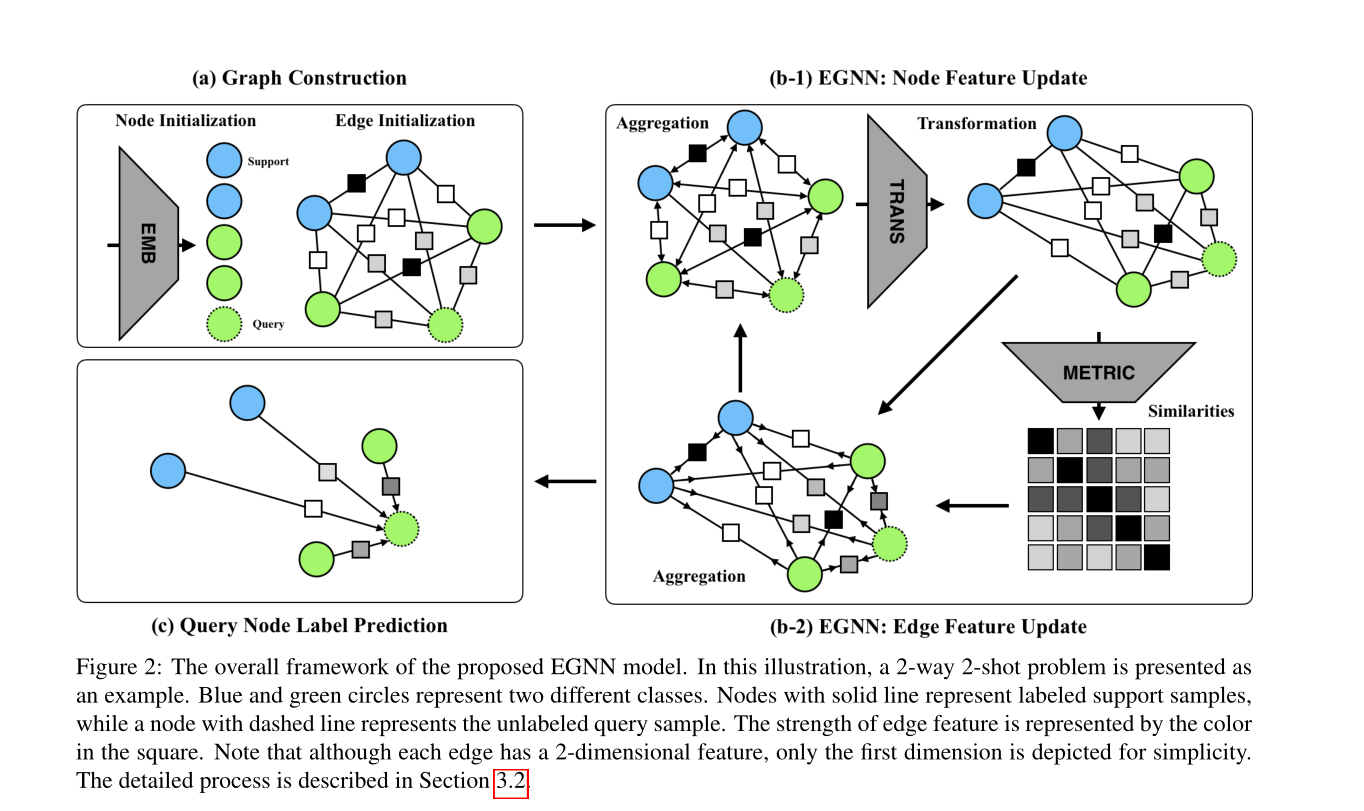 (a) Graph Construction
Node Initialization
Edge Initialization
EMB
Support
Query
(b-1) EGNN: Node Feature Update
Aggregation
TRANS
Transformation
METRIC
Similarities
Aggregation
(c) Query Node Label Prediction
(b-2) EGNN: Edge Feature Update
Figure 2: The overall framework of the proposed EGNN model. In this illustration, a 2-way 2-shot problem is presented as
an example. Blue and green circles represent two different classes. Nodes with solid line represent labeled support samples,
while a node with dashed line represents the unlabeled query sample. The strength of edge feature is represented by the color
in the square. Note that although each edge has a 2-dimensional feature, only the first dimension is depicted for simplicity.
The detailed process is described in Section 3.2.